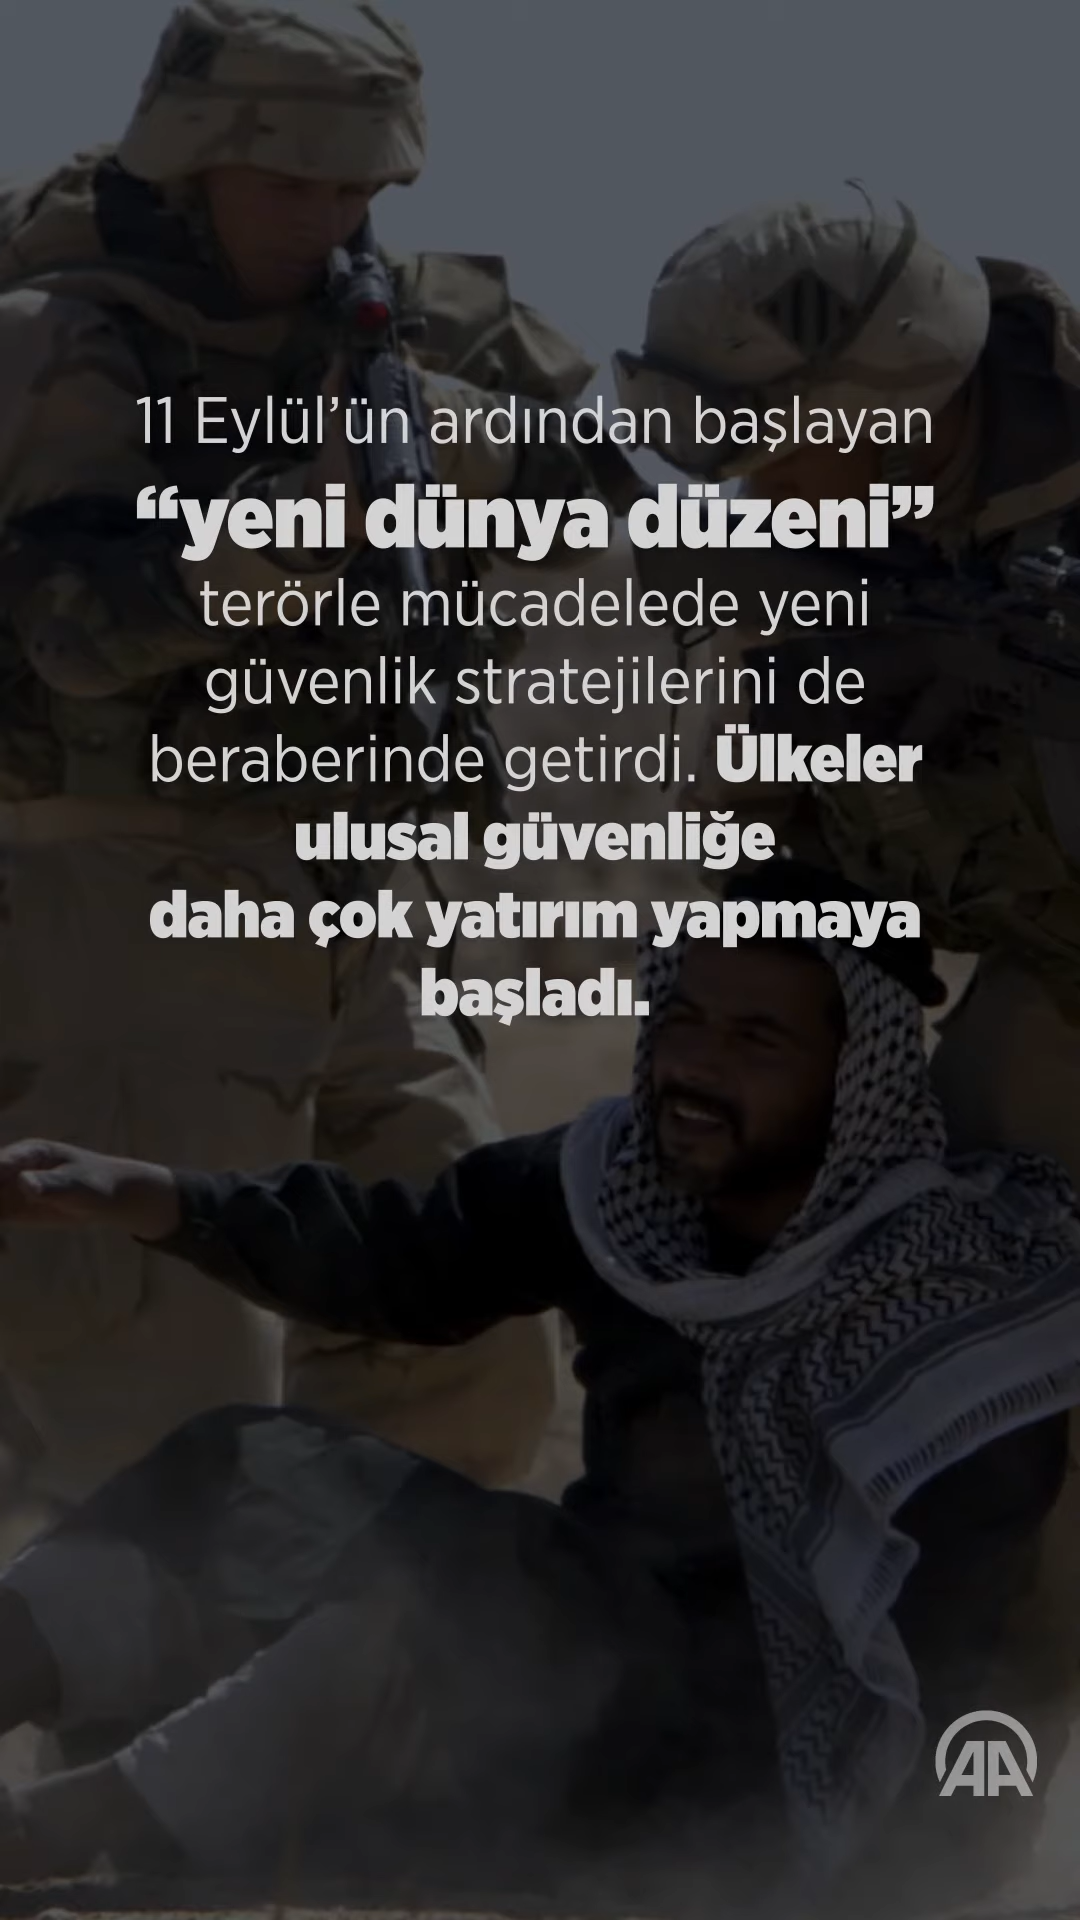 11 Eylül’ün ardından başlayan
“yeni dünya düzeni”
terörle mücadelede yeni
güvenlik stratejilerini de
beraberinde getirdi. Ülkeler
ulusal güvenliğe
daha çok yatırım yapmaya
başladı.
AA